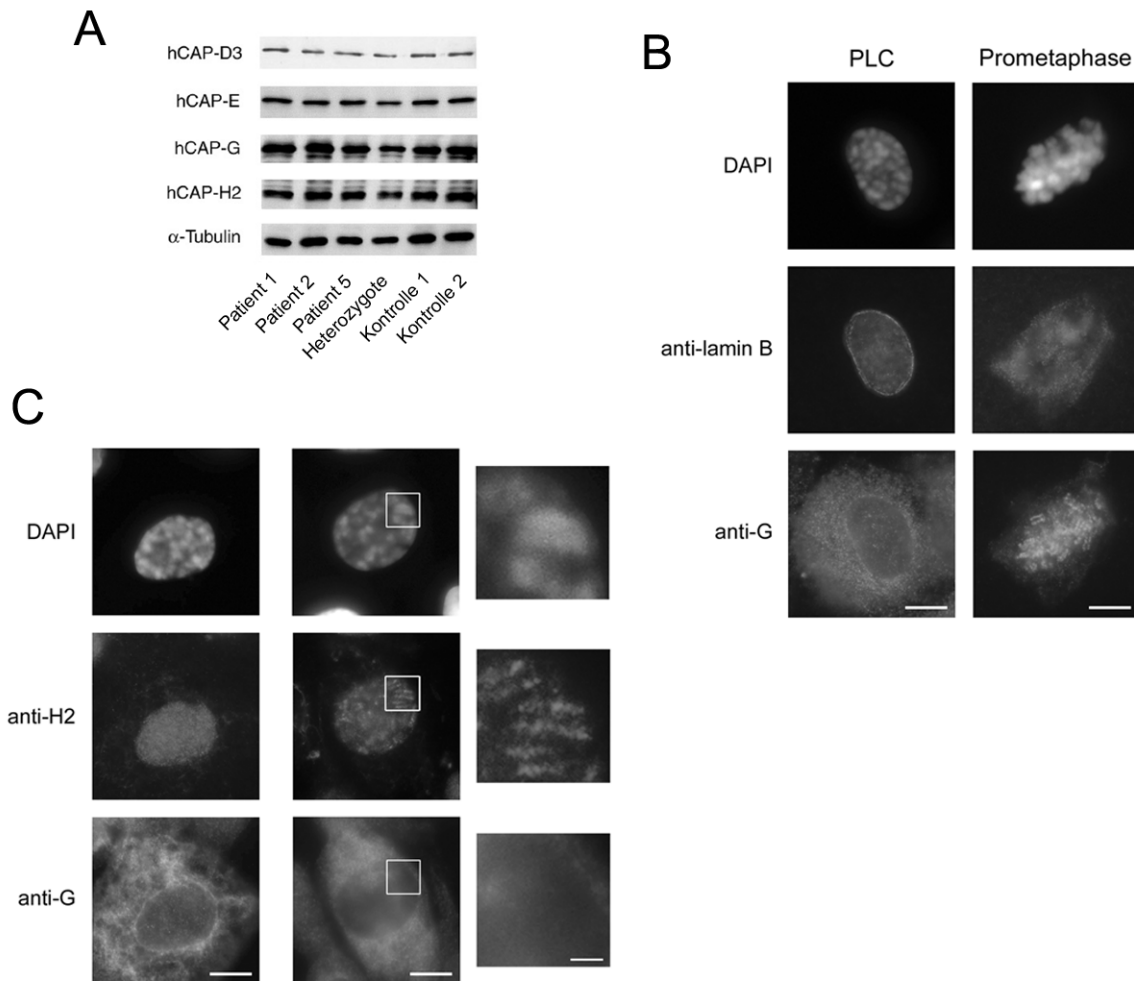 A
hCAP-D3
hCAP-E
hCAP-G
hCAP-H2
α-Tubulin
Patient 1
Patient 2
Patient 5
Heterozygote
Kontrolle 1
Kontrolle 2
B
PLC
Prometaphase
DAPI
anti-lamin B
anti-G
C
DAPI
anti-H2
anti-G